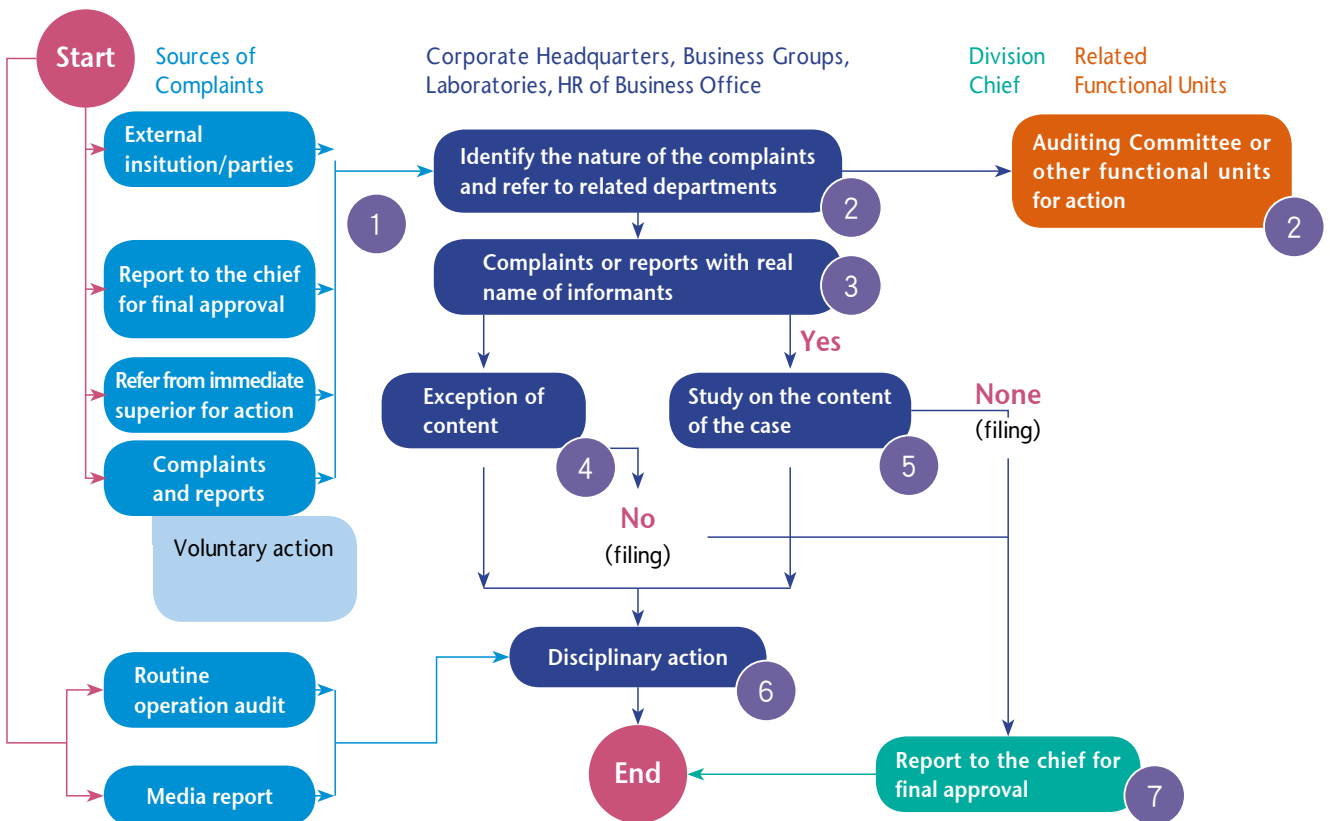 Start
Sources of
Complaints
Corporate Headquarters, Business Groups,
Laboratories, HR of Business Office
Division
Chief
Related
Functional Units
External
insitution/parties
Report to the chief
for final approval
Refer from immediate
superior for action
Complaints
and reports
Voluntary action
Routine
operation audit
Media report
1
Identify the nature of the complaints
and refer to related departments
2
Auditing Committee or
other functional units
for action
2
Complaints or reports with real
name of informants
3
Yes
Exception of
content
4
No
(filing)
Study on the content
of the case
5
None
(filing)
Disciplinary action
6
End
Report to the chief for
final approval
7